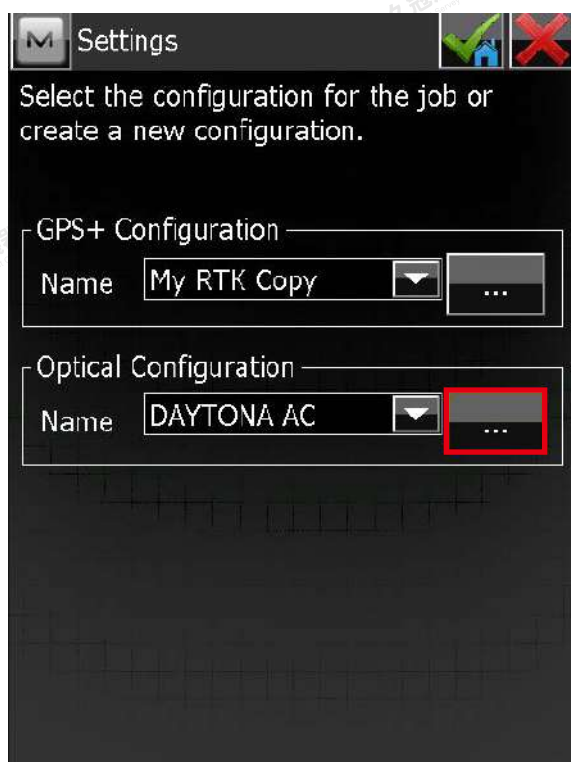 Settings
Select the configuration for the job or
create a new configuration.
GPS+ Configuration
Name My RTK Copy ...
Optical Configuration
Name DAYTONA AC ...